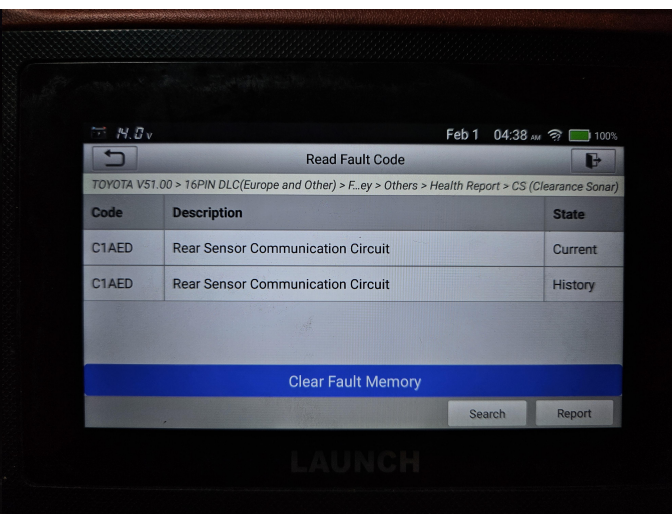 14.0 v Feb 1 04:38 AM 100%
Read Fault Code
TOYOTA V51.00 > 16PIN DLC(Europe and Other) > F...ey > Others > Health Report > CS (Clearance Sonar)
Code Description State
C1AED Rear Sensor Communication Circuit Current
C1AED Rear Sensor Communication Circuit History
Clear Fault Memory
Search Report
LAUNCH